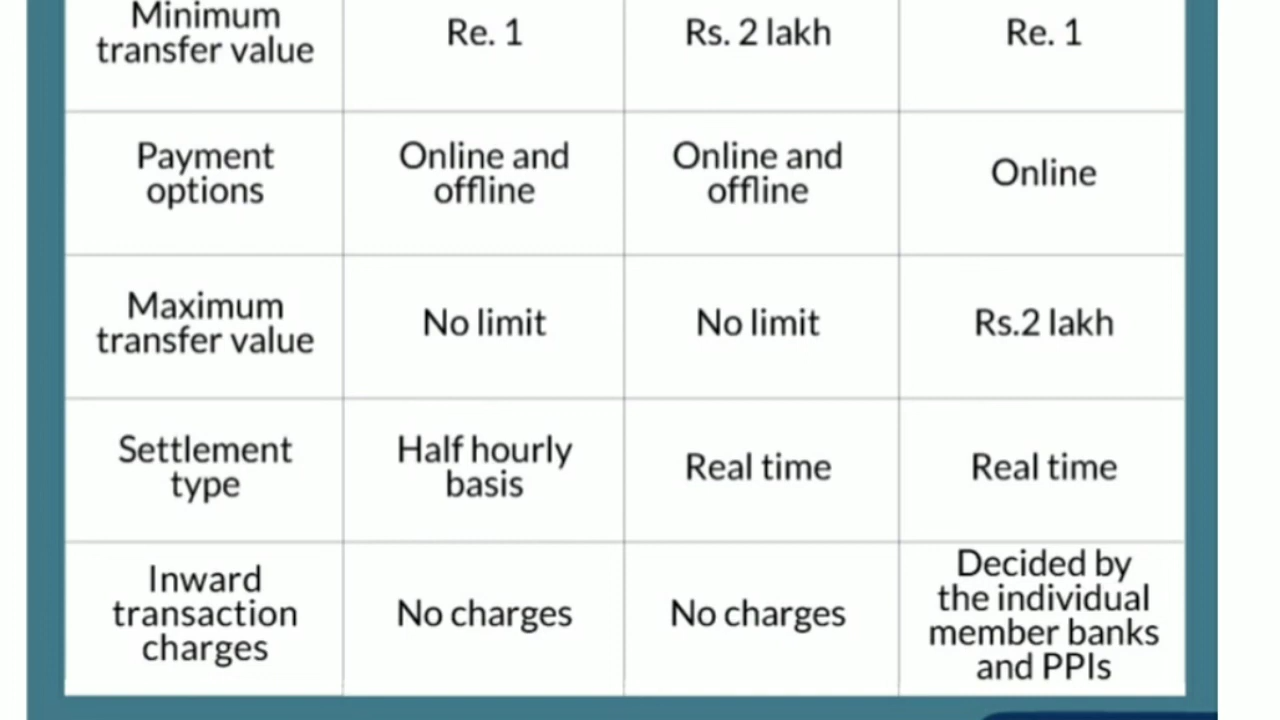 Minimum
transfer value
Re. 1
Rs. 2 lakh
Re. 1
Payment
options
Online and
offline
Online and
offline
Online
Maximum
transfer value
No limit
No limit
Rs.2 lakh
Settlement
type
Half hourly
basis
Real time
Real time
Inward
transaction
charges
No charges
No charges
Decided by
the individual
member banks
and PPIs